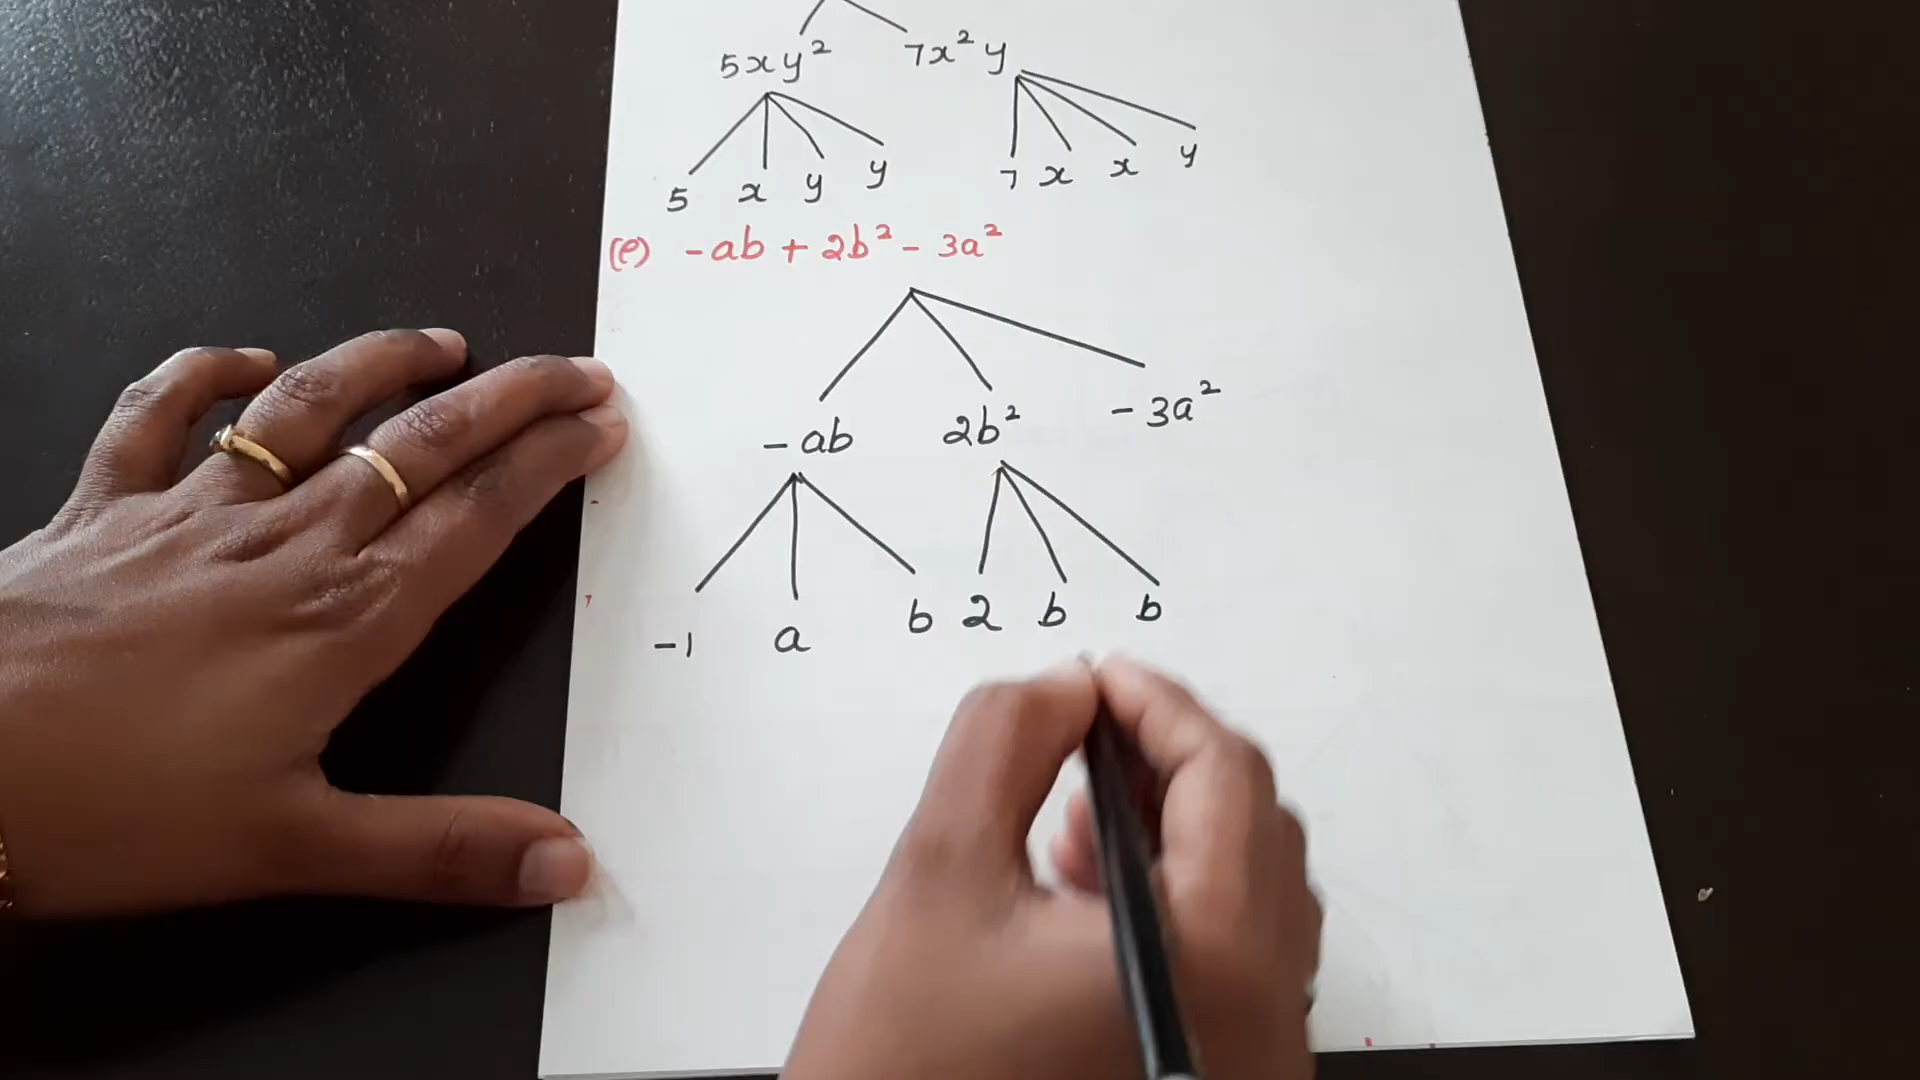 5xy² 7x²y
5 x y y 7 x x y
(e) -ab + 2b² - 3a²
-ab 2b² -3a²
-1 a b 2 b b